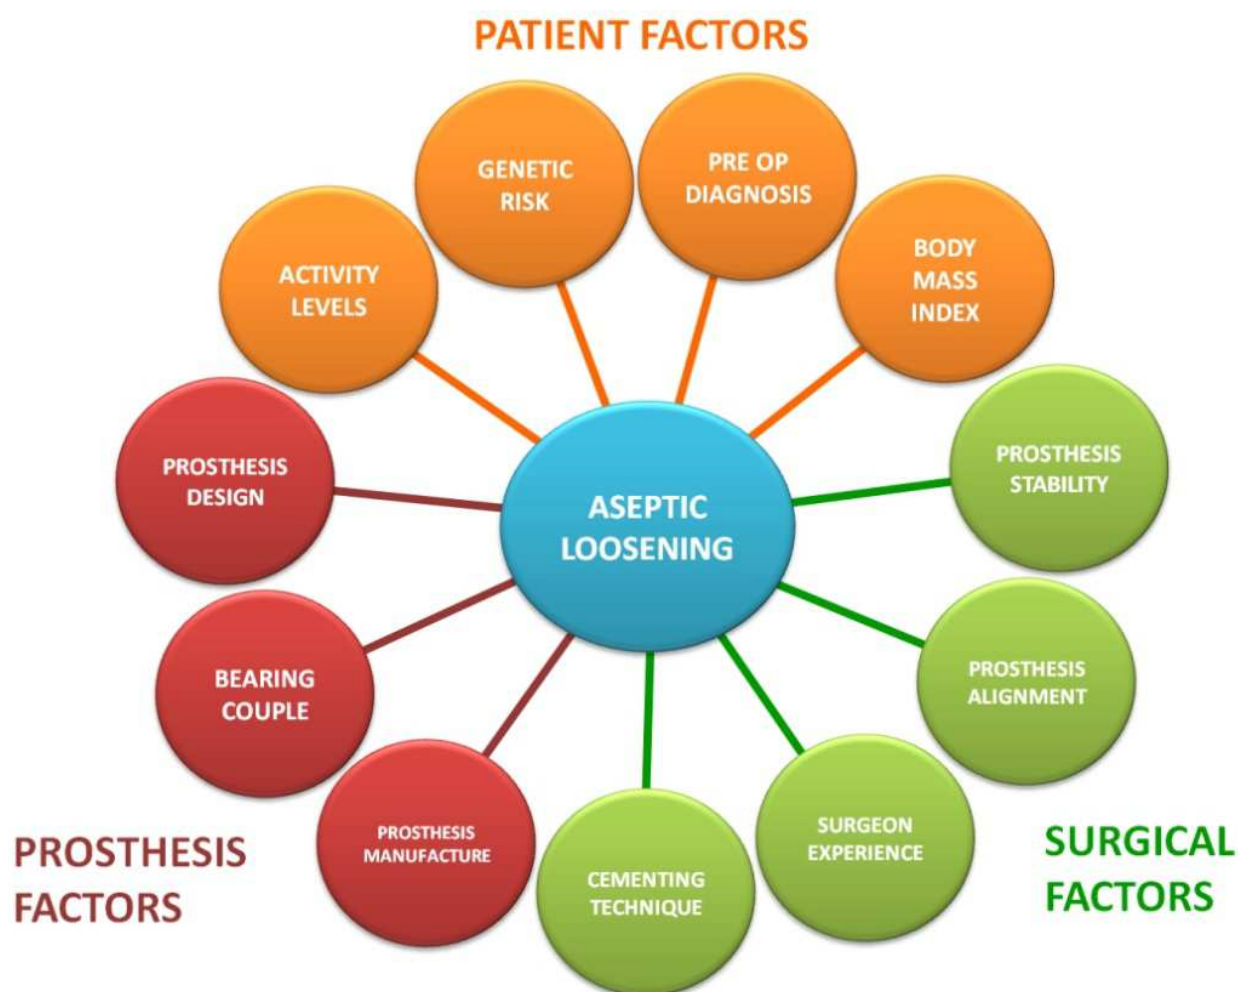 PATIENT FACTORS
GENETIC
RISK
PRE OP
DIAGNOSIS
ACTIVITY
LEVELS
BODY
MASS
INDEX
PROSTHESIS
DESIGN
ASEPTIC
LOOSENING
PROSTHESIS
STABILITY
BEARING
COUPLE
PROSTHESIS
ALIGNMENT
PROSTHESIS
MANUFACTURE
CEMENTING
TECHNIQUE
SURGEON
EXPERIENCE
PROSTHESIS
FACTORS
SURGICAL
FACTORS